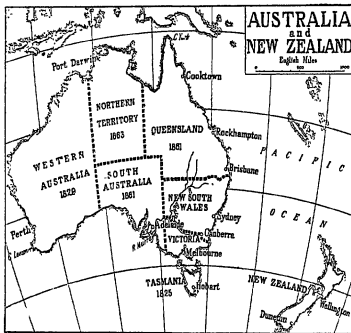 AUSTRALIA
and
NEW ZEALAND
English Miles
Port Darwin
Cooktown
NORTHERN
TERRITORY
1863
QUEENSLAND
1861
Rockhampton
WESTERN
AUSTRALIA
1829
SOUTH
AUSTRALIA
1861
Brisbane
PACIFIC
OCEAN
NEW SOUTH
WALES
Sydney
Perth
Adelaide
Canberra
VICTORIA
Melbourne
TASMANIA
1825
Hobart
NEW ZEALAND
Wellington
Dunedin